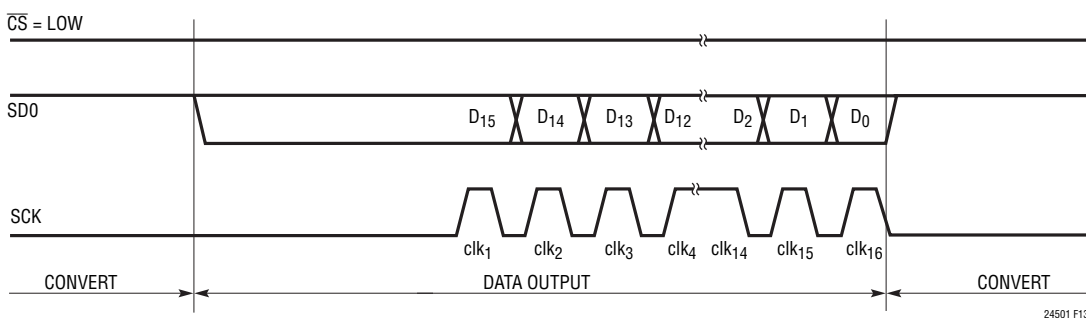 CS = LOW
SD0
D15 D14 D13 D12 D2 D1 D0
SCK
clk1 clk2 clk3 clk4 clk14 clk15 clk16
CONVERT DATA OUTPUT CONVERT
24501 F13